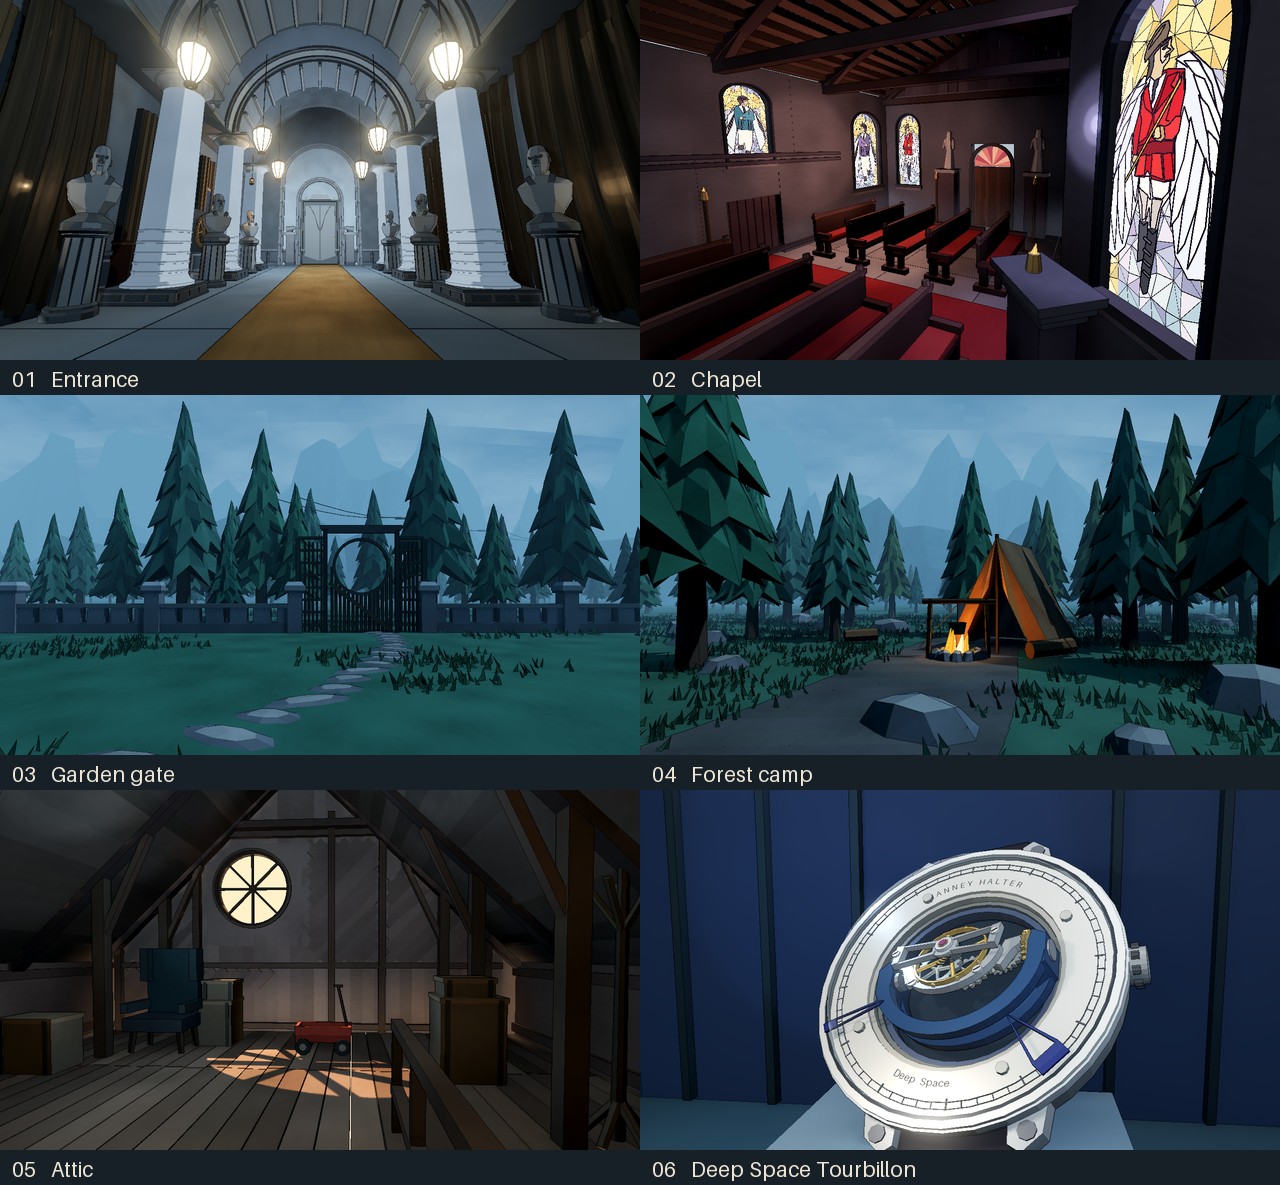 01 Entrance
02 Chapel
03 Garden gate
04 Forest camp
05 Attic
ANNEY HALTER
Deep Space
06 Deep Space Tourbillon